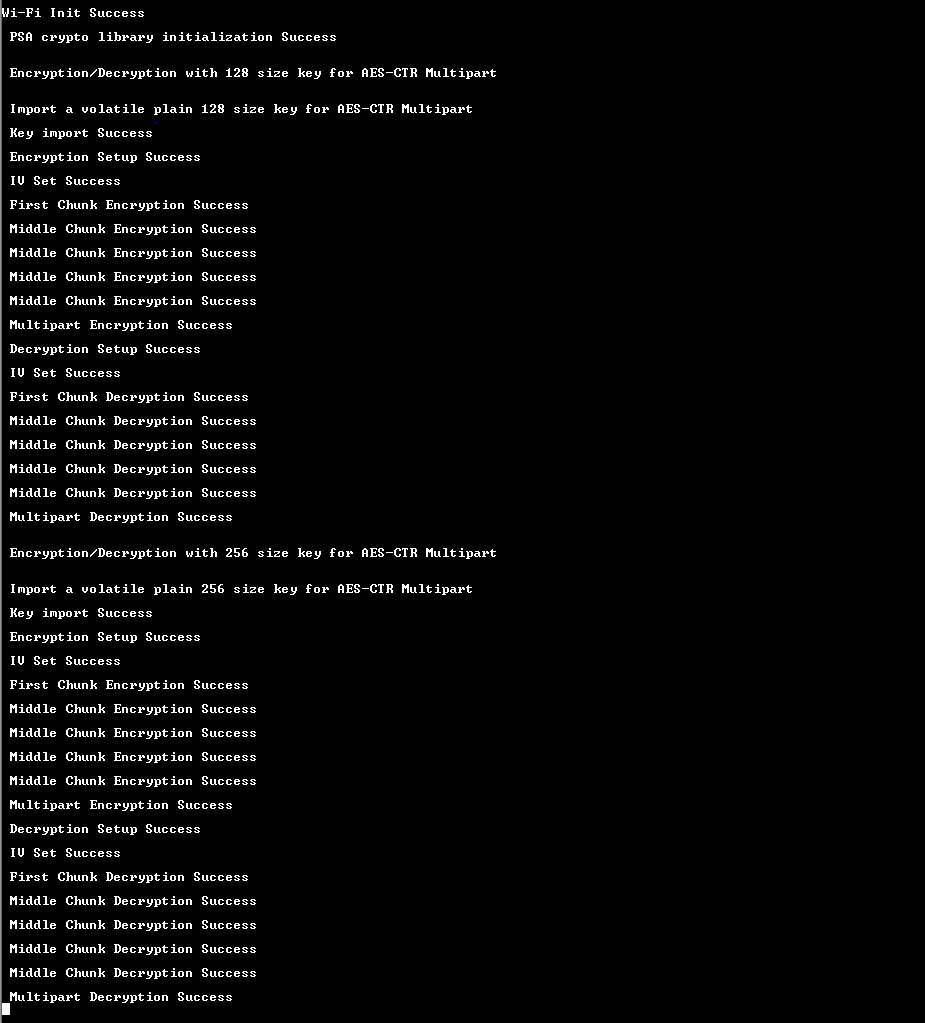 Wi-Fi Init Success
PSA crypto library initialization Success
Encryption/Decryption with 128 size key for AES-CTR Multipart
Import a volatile plain 128 size key for AES-CTR Multipart
Key import Success
Encryption Setup Success
IV Set Success
First Chunk Encryption Success
Middle Chunk Encryption Success
Middle Chunk Encryption Success
Middle Chunk Encryption Success
Middle Chunk Encryption Success
Multipart Encryption Success
Decryption Setup Success
IV Set Success
First Chunk Decryption Success
Middle Chunk Decryption Success
Middle Chunk Decryption Success
Middle Chunk Decryption Success
Middle Chunk Decryption Success
Multipart Decryption Success
Encryption/Decryption with 256 size key for AES-CTR Multipart
Import a volatile plain 256 size key for AES-CTR Multipart
Key import Success
Encryption Setup Success
IV Set Success
First Chunk Encryption Success
Middle Chunk Encryption Success
Middle Chunk Encryption Success
Middle Chunk Encryption Success
Middle Chunk Encryption Success
Multipart Encryption Success
Decryption Setup Success
IV Set Success
First Chunk Decryption Success
Middle Chunk Decryption Success
Middle Chunk Decryption Success
Middle Chunk Decryption Success
Middle Chunk Decryption Success
Multipart Decryption Success